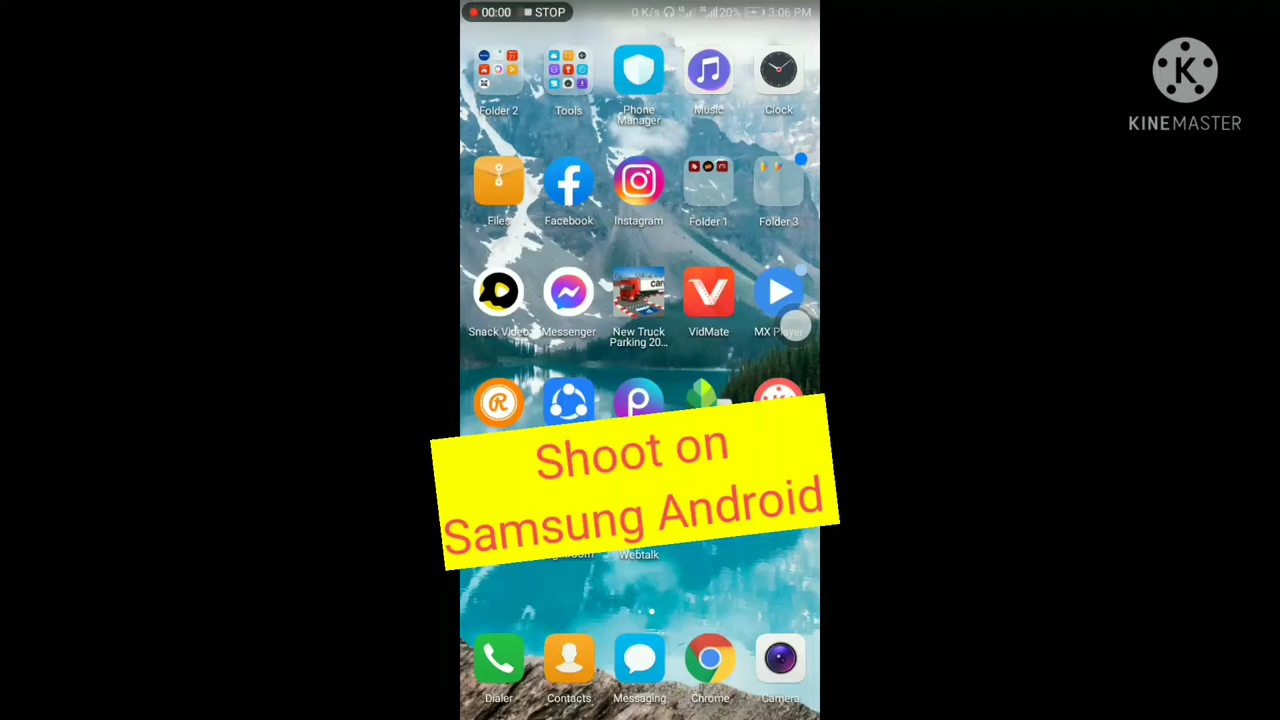 00:00 STOP 0 K/s 20% 3:06 PM
K
KINEMASTER
Folder 2 Tools Phone Manager Music Clock
Files Facebook Instagram Folder 1 Folder 3
Snack Video Messenger New Truck Parking 20... VidMate MX Player
Shoot on
Samsung Android
Webtalk
Dialer Contacts Messaging Chrome Camera